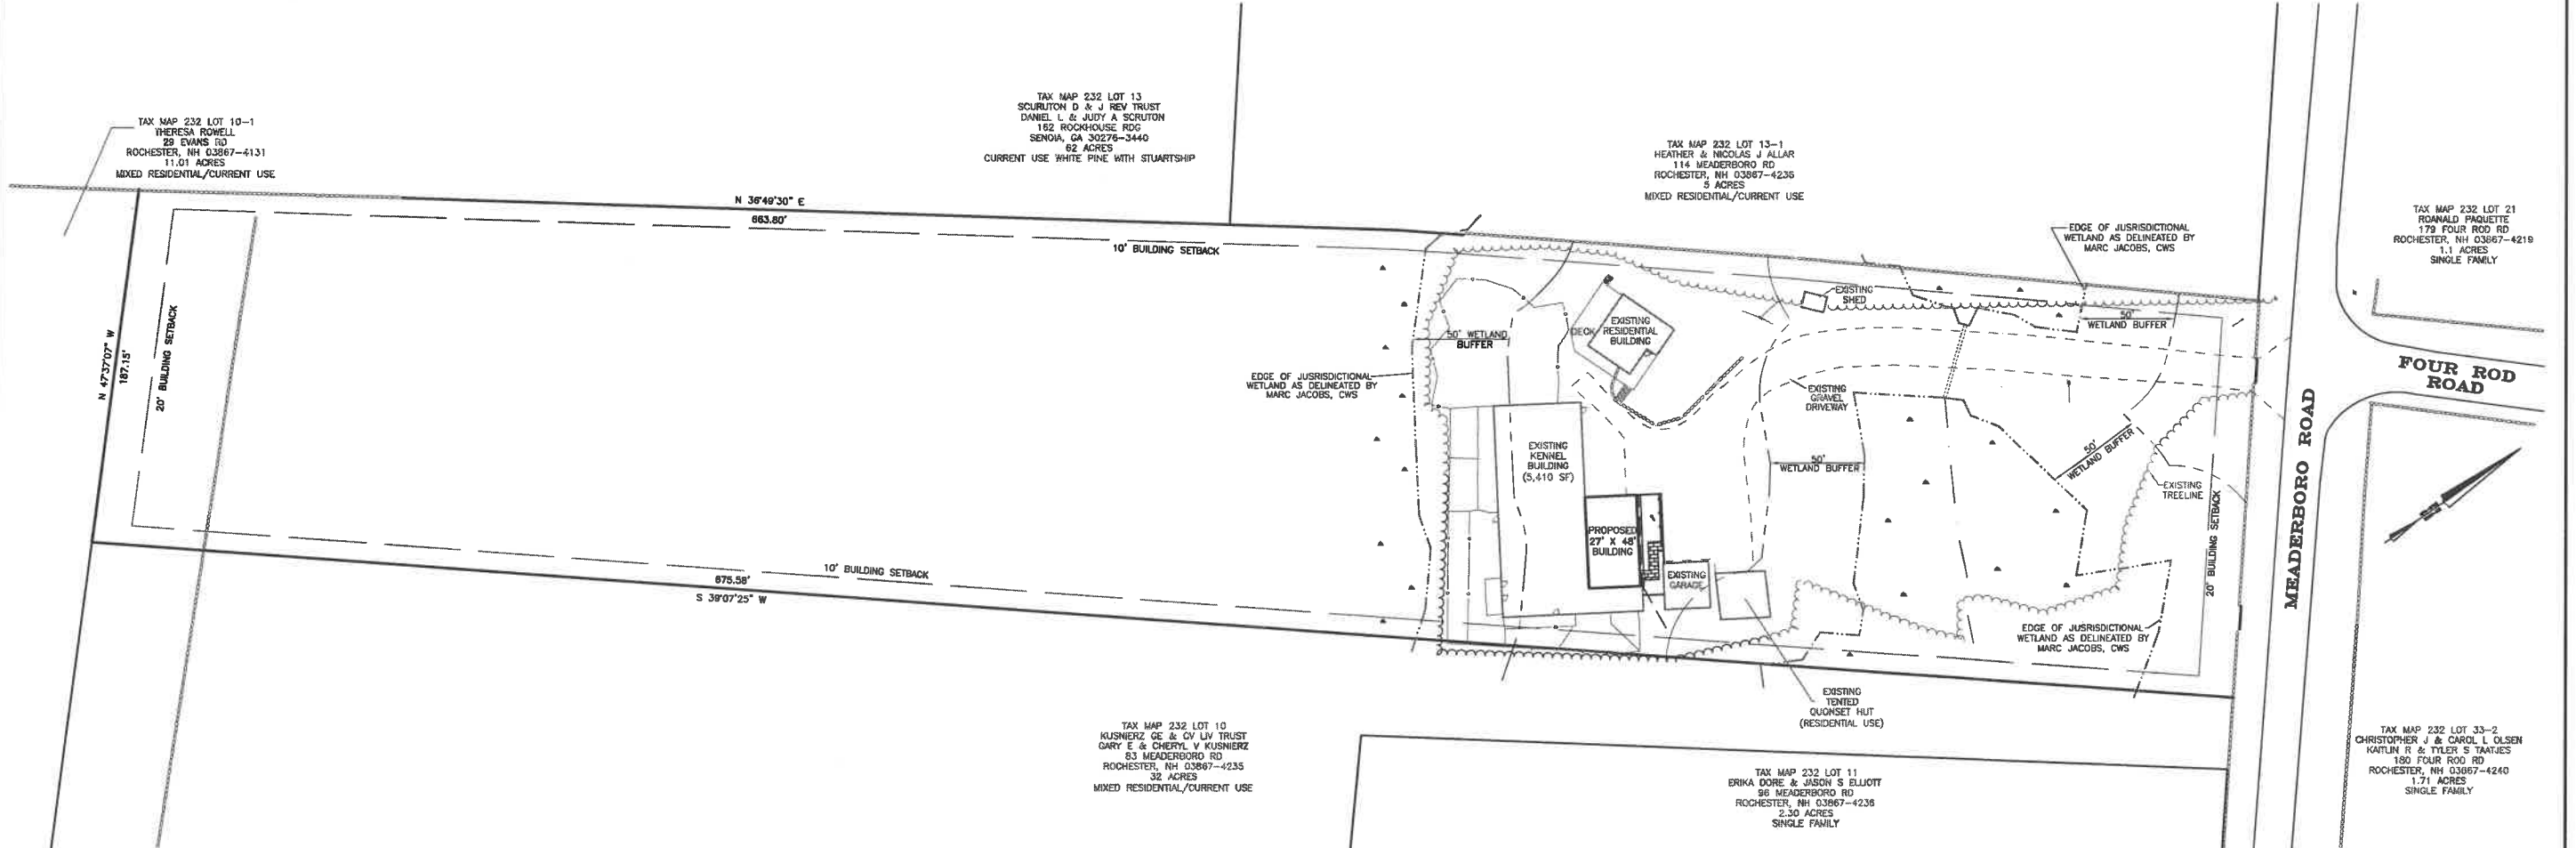 TAX MAP 232 LOT 10-1
THERESA ROWELL
29 EVANS RD
ROCHESTER, NH 03867-4131
11.01 ACRES
MIXED RESIDENTIAL/CURRENT USE
TAX MAP 232 LOT 13
SCURUTON D & J REV TRUST
DANIEL L & JUDY A SCRUTON
162 ROCKHOUSE RDG
SENOIA, GA 30276-3440
62 ACRES
CURRENT USE WHITE PINE WITH STUARTSHIP
TAX MAP 232 LOT 13-1
HEATHER & NICOLAS J ALLAR
114 MEADERBORO RD
ROCHESTER, NH 03867-4236
5 ACRES
MIXED RESIDENTIAL/CURRENT USE
TAX MAP 232 LOT 21
ROANALD PAQUETTE
179 FOUR ROD RD
ROCHESTER, NH 03867-4219
1.1 ACRES
SINGLE FAMILY
N 36°49'30" E
663.80'
10' BUILDING SETBACK
N 47°37'07" W
187.15'
20' BUILDING SETBACK
10' BUILDING SETBACK
675.58'
S 39°07'25" W
EDGE OF JUSRISDICTIONAL
WETLAND AS DELINEATED BY
MARC JACOBS, CWS
50' WETLAND
BUFFER
DECK
EXISTING
RESIDENTIAL
BUILDING
EXISTING
SHED
EDGE OF JUSRISDICTIONAL
WETLAND AS DELINEATED BY
MARC JACOBS, CWS
50'
WETLAND BUFFER
EXISTING
GRAVEL
DRIVEWAY
EXISTING
KENNEL
BUILDING
(5,410 SF)
50'
WETLAND BUFFER
50'
WETLAND BUFFER
EXISTING
TREELINE
20' BUILDING SETBACK
PROPOSED
27' X 48'
BUILDING
EXISTING
GARAGE
EDGE OF JUSRISDICTIONAL
WETLAND AS DELINEATED BY
MARC JACOBS, CWS
EXISTING
TENTED
QUONSET HUT
(RESIDENTIAL USE)
MEADERBORO ROAD
FOUR ROD
ROAD
TAX MAP 232 LOT 10
KUSNIERZ GE & CV LIV TRUST
GARY E & CHERYL V KUSNIERZ
83 MEADERBORO RD
ROCHESTER, NH 03867-4235
32 ACRES
MIXED RESIDENTIAL/CURRENT USE
TAX MAP 232 LOT 11
ERIKA DORE & JASON S ELLIOTT
96 MEADERBORO RD
ROCHESTER, NH 03867-4236
2.30 ACRES
SINGLE FAMILY
TAX MAP 232 LOT 33-2
CHRISTOPHER J & CAROL L OLSEN
KAITLIN R & TYLER S TAATJES
180 FOUR ROD RD
ROCHESTER, NH 03867-4240
1.71 ACRES
SINGLE FAMILY